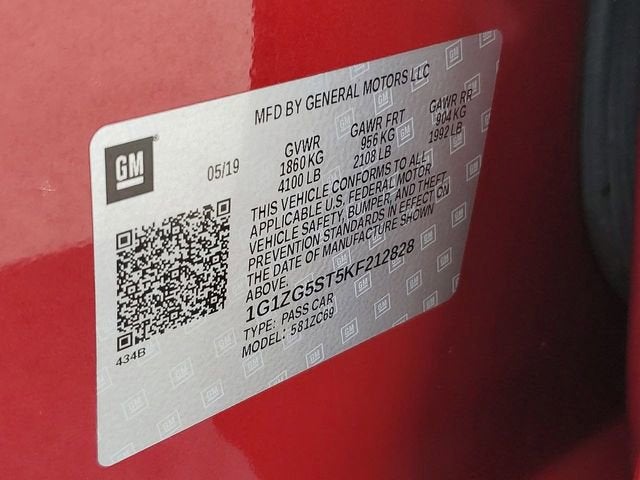 MFD BY GENERAL MOTORS LLC
GM
05/19
GVWR
1860 KG
4100 LB
GAWR FRT
956 KG
2108 LB
GAWR RR
904 KG
1992 LB
THIS VEHICLE CONFORMS TO ALL
APPLICABLE U.S. FEDERAL MOTOR
VEHICLE SAFETY, BUMPER, AND THEFT
PREVENTION STANDARDS IN EFFECT ON
THE DATE OF MANUFACTURE SHOWN
ABOVE.
1G1ZG5ST5KF212828
TYPE: PASS CAR
MODEL: 581ZC69
434B